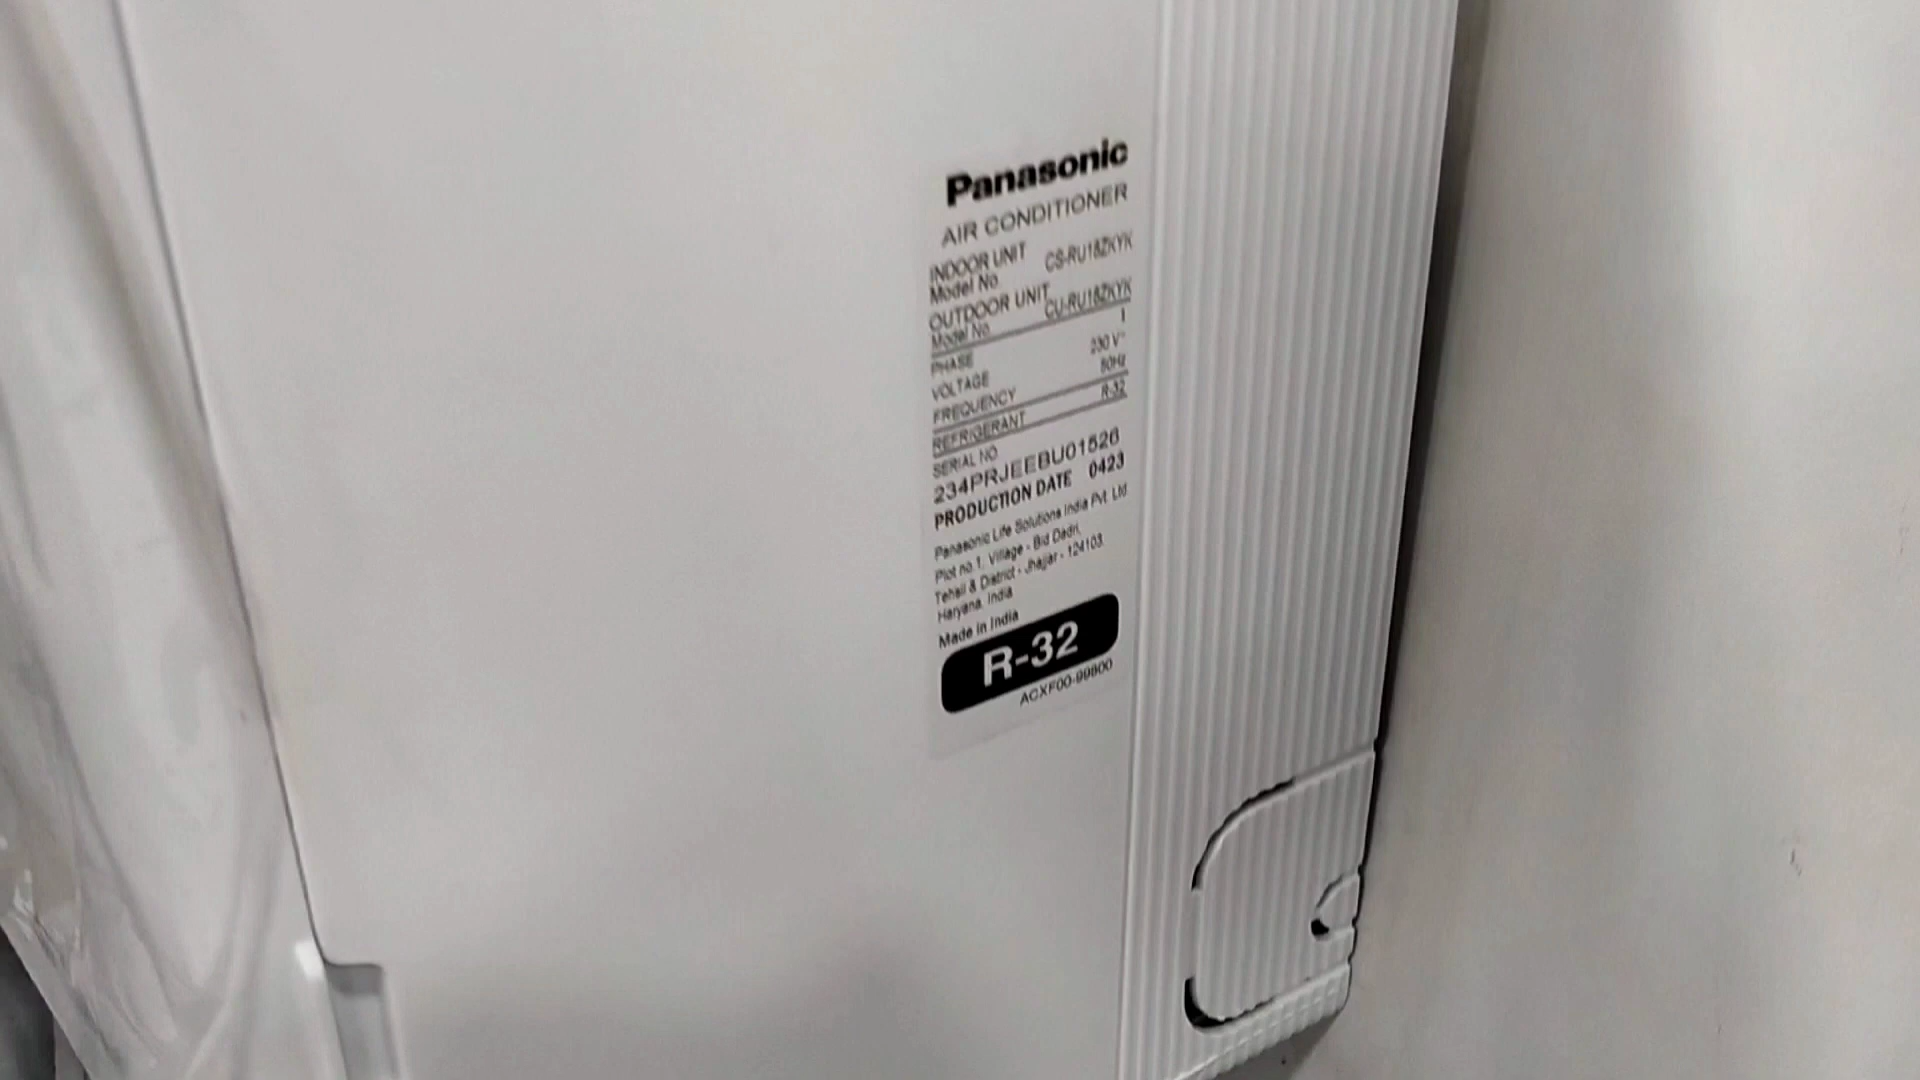 Panasonic
AIR CONDITIONER
INDOOR UNIT
Model No. CS-RU18ZKYK
OUTDOOR UNIT
Model No. CU-RU18ZKYK
PHASE 1
VOLTAGE 230 V~
FREQUENCY 50Hz
REFRIGERANT R-32
SERIAL NO.
234PRJEEBU01526
PRODUCTION DATE 0423
Panasonic Life Solutions India Pvt. Ltd
Plot no.1, Village - Bid Dadri,
Tehsil & District - Jhajjar - 124103.
Haryana, India
Made in India
R-32
ACXF00-99800